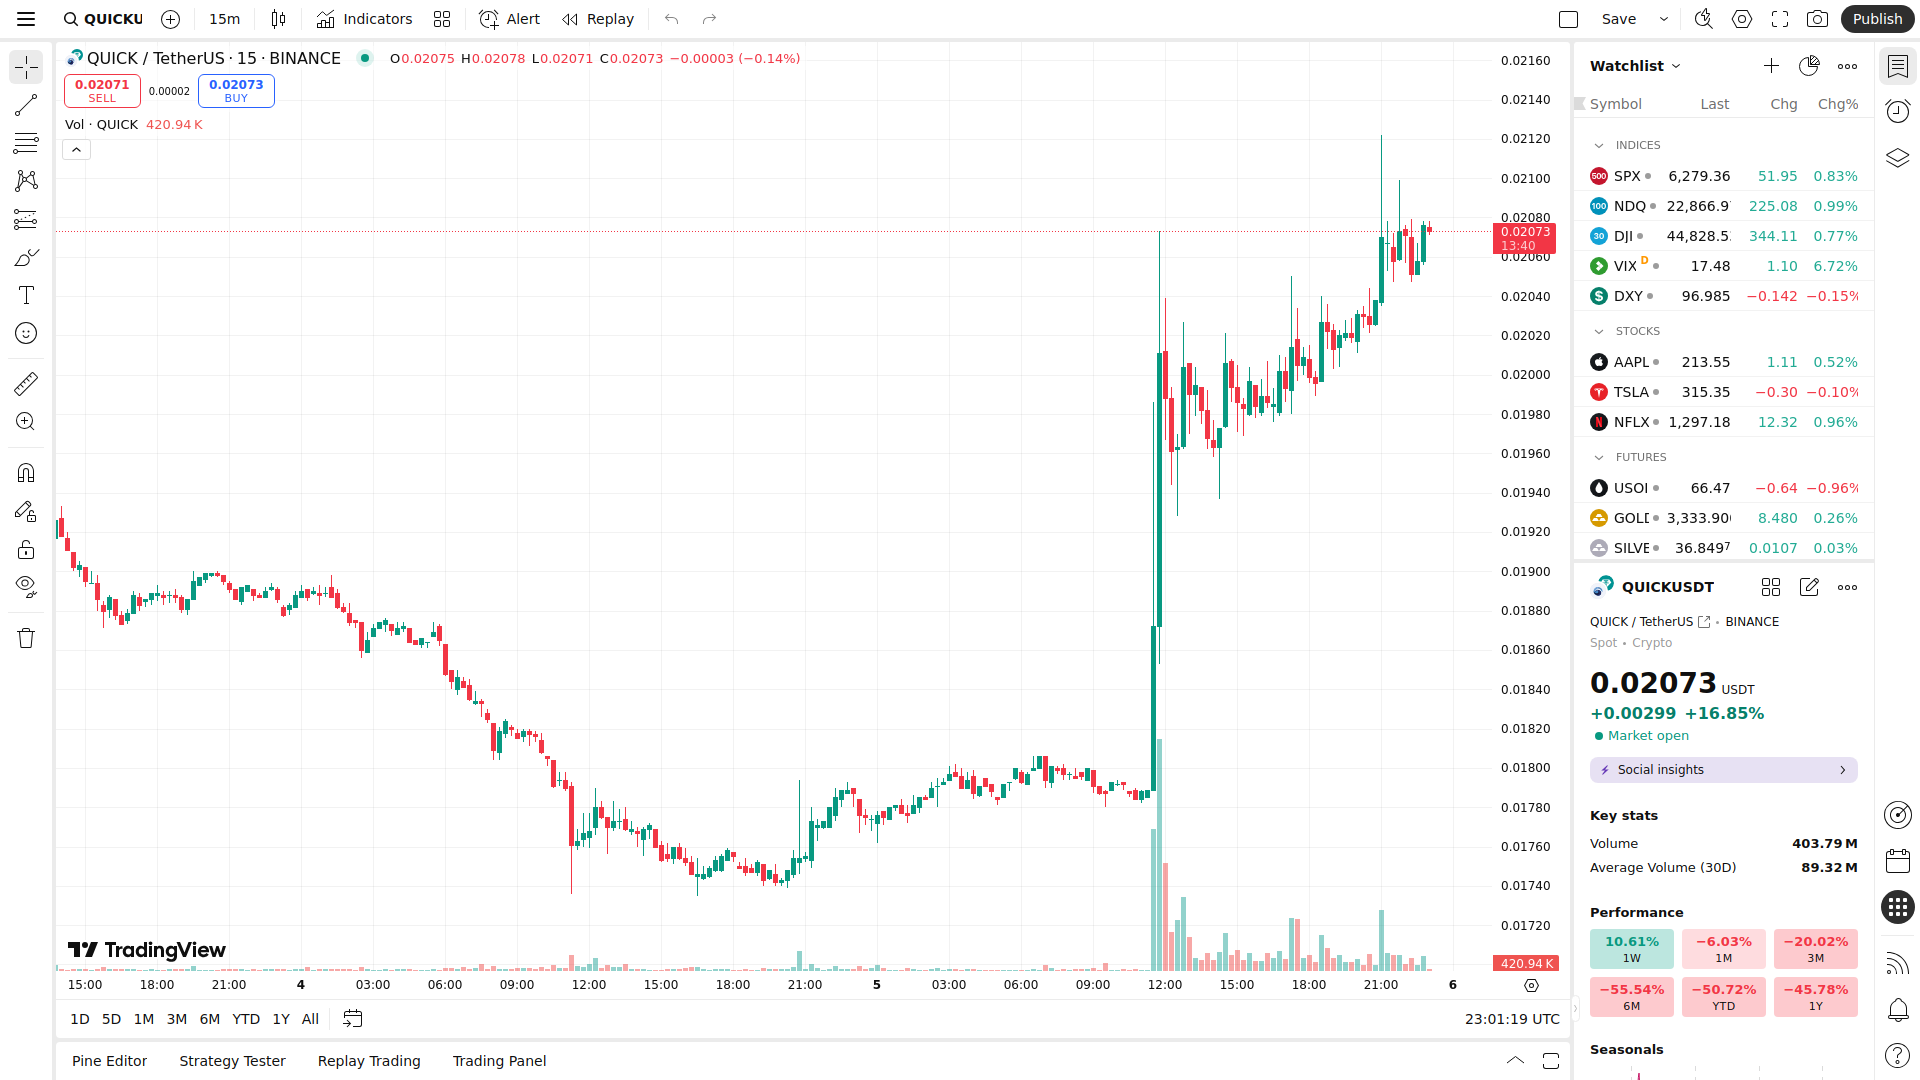 QUICKU 15m Indicators Alert Replay Save Publish
QUICK / TetherUS · 15 · BINANCE O0.02075 H0.02078 L0.02071 C0.02073 −0.00003 (−0.14%)
0.02071 SELL 0.00002 0.02073 BUY
Vol · QUICK 420.94 K
0.02160
0.02140
0.02120
0.02100
0.02080
0.02073
13:40
0.02060
0.02040
0.02020
0.02000
0.01980
0.01960
0.01940
0.01920
0.01900
0.01880
0.01860
0.01840
0.01820
0.01800
0.01780
0.01760
0.01740
0.01720
420.94 K
TradingView
15:00 18:00 21:00 4 03:00 06:00 09:00 12:00 15:00 18:00 21:00 5 03:00 06:00 09:00 12:00 15:00 18:00 21:00 6
1D 5D 1M 3M 6M YTD 1Y All 23:01:19 UTC
Pine Editor Strategy Tester Replay Trading Trading Panel
Watchlist
Symbol Last Chg Chg%
INDICES
500 SPX 6,279.36 51.95 0.83%
100 NDQ 22,866.9 225.08 0.99%
30 DJI 44,828.5 344.11 0.77%
VIX D 17.48 1.10 6.72%
$ DXY 96.985 −0.142 −0.15%
STOCKS
AAPL 213.55 1.11 0.52%
TSLA 315.35 −0.30 −0.10%
N NFLX 1,297.18 12.32 0.96%
FUTURES
USOI 66.47 −0.64 −0.96%
GOL 3,333.90 8.480 0.26%
SILVE 36.849⁷ 0.0107 0.03%
QUICKUSDT
QUICK / TetherUS • BINANCE
Spot • Crypto
0.02073 USDT
+0.00299 +16.85%
Market open
Social insights
Key stats
Volume 403.79 M
Average Volume (30D) 89.32 M
Performance
10.61% −6.03% −20.02%
1W 1M 3M
−55.54% −50.72% −45.78%
6M YTD 1Y
Seasonals